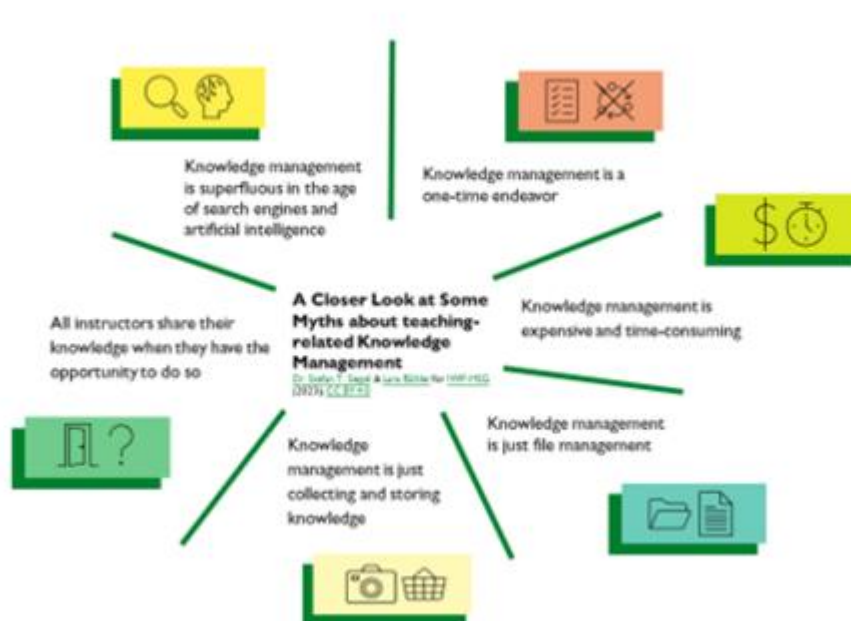 Knowledge management
is superfluous in the age
of search engines and
artificial intelligence
Knowledge management is a
one-time endeavor
A Closer Look at Some
Myths about teaching-
related Knowledge
Management
Knowledge management is
expensive and time-consuming
All instructors share their
knowledge when they have the
opportunity to do so
Knowledge management
is just file management
Knowledge
management is just
collecting and storing
knowledge
$
?